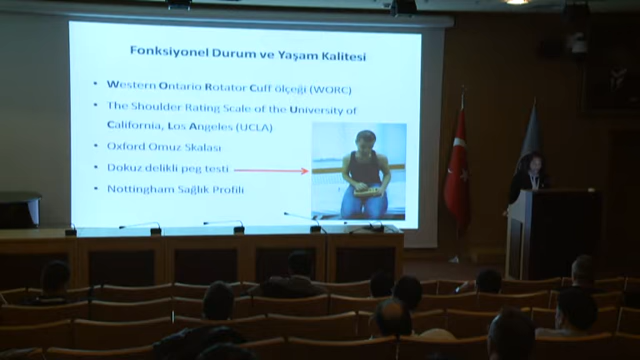 Fonksiyonel Durum ve Yaşam Kalitesi
• Western Ontario Rotator Cuff ölçeği (WORC)
• The Shoulder Rating Scale of the University of
California, Los Angeles (UCLA)
• Oxford Omuz Skalası
• Dokuz delikli peg testi
• Nottingham Sağlık Profili